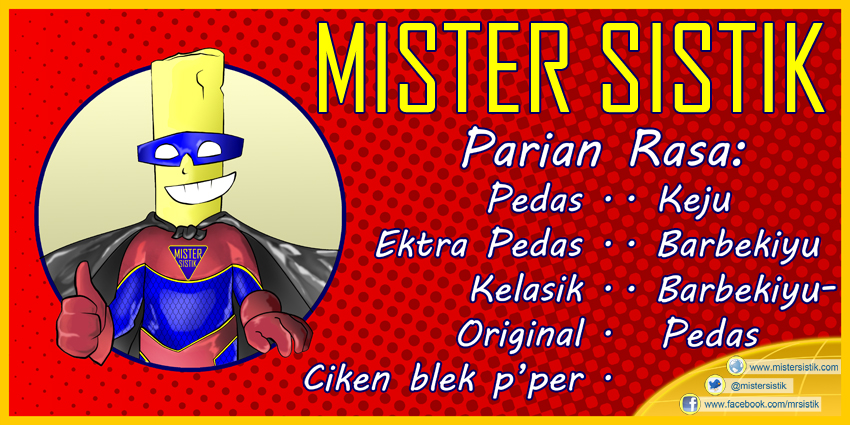 MISTER SISTIK
Parian Rasa:
Pedas · · Keju
Ektra Pedas · · Barbekiyu
Kelasik · · Barbekiyu-
Original · Pedas
Ciken blek p'per ·
MISTER
SISTIK
www.mistersistik.com
@mistersistik
www.facebook.com/mrsistik